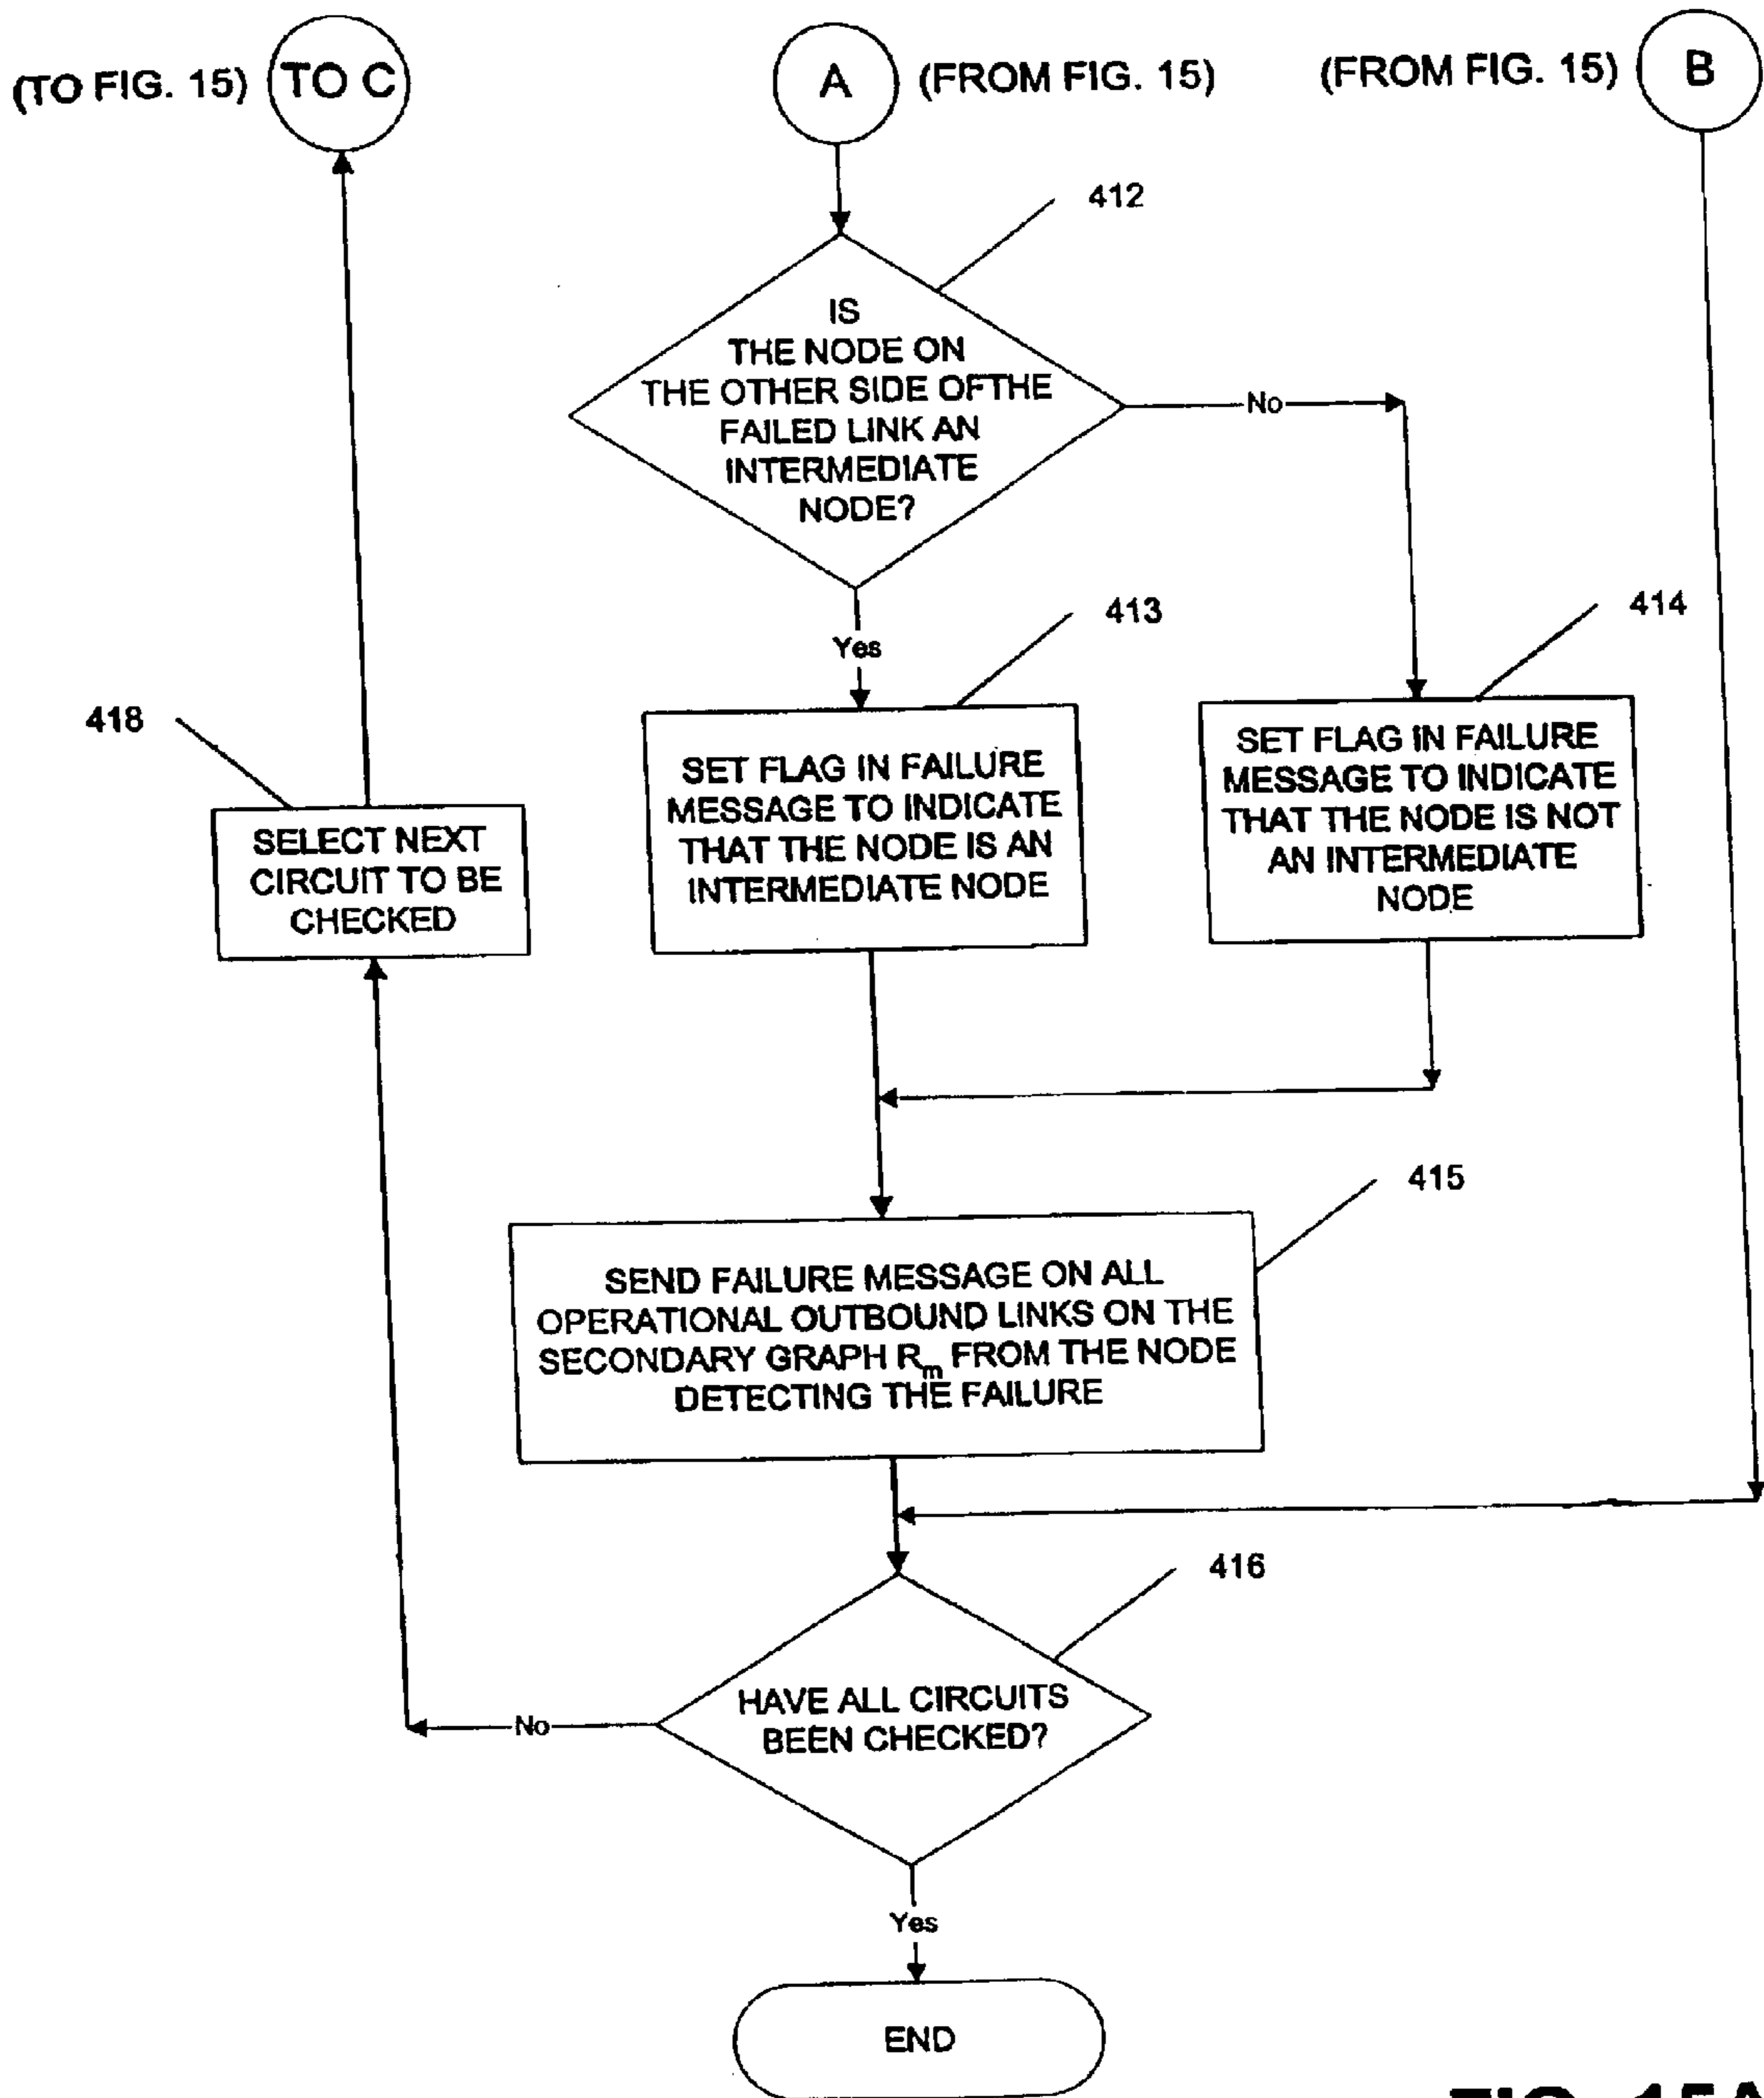 (TO FIG. 15) TO C
A (FROM FIG. 15)
(FROM FIG. 15) B
412
IS
THE NODE ON
THE OTHER SIDE OFTHE
FAILED LINK AN
INTERMEDIATE
NODE?
No
Yes
413
414
418
SET FLAG IN FAILURE
MESSAGE TO INDICATE
THAT THE NODE IS AN
INTERMEDIATE NODE
SET FLAG IN FAILURE
MESSAGE TO INDICATE
THAT THE NODE IS NOT
AN INTERMEDIATE
NODE
SELECT NEXT
CIRCUIT TO BE
CHECKED
415
SEND FAILURE MESSAGE ON ALL
OPERATIONAL OUTBOUND LINKS ON THE
SECONDARY GRAPH Rm FROM THE NODE
DETECTING THE FAILURE
416
HAVE ALL CIRCUITS
BEEN CHECKED?
No
Yes
END
FIG. 15A